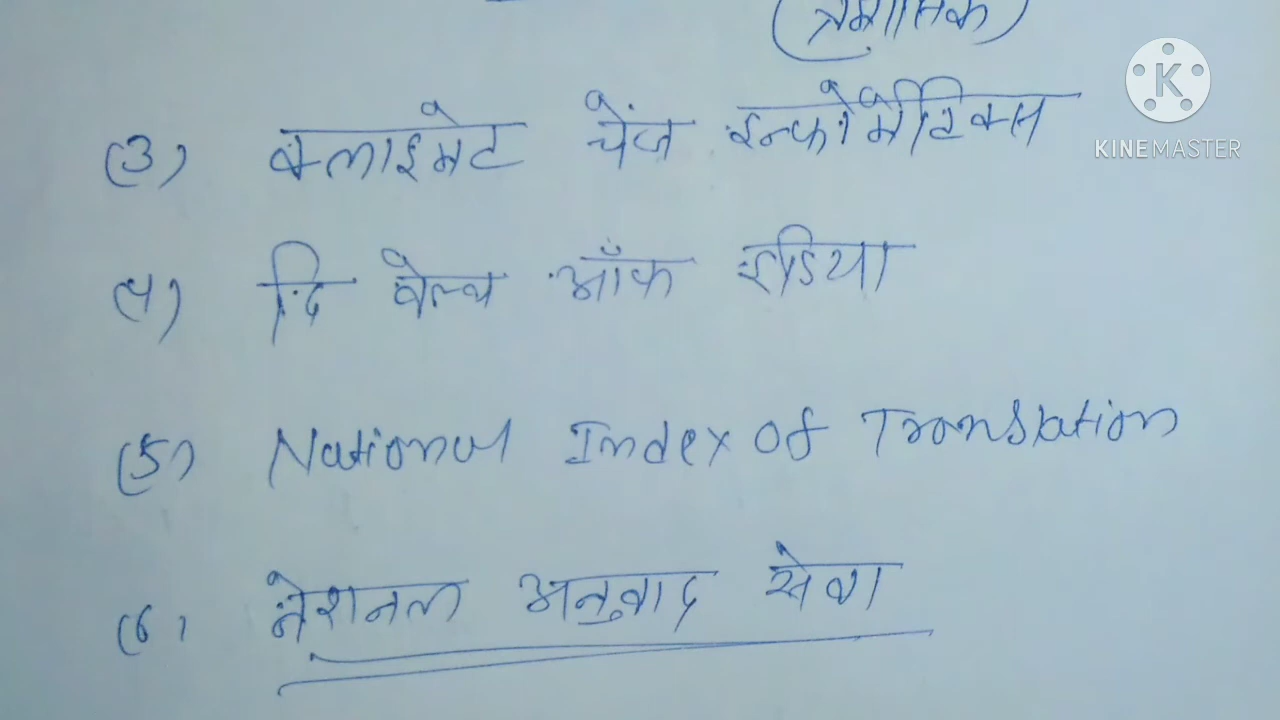 (त्रैमासिक)
K
KINEMASTER
(3) क्लाइमेट चेंज इन्फोर्मेटिक्स
(4) दि वेल्थ ऑफ इंडिया
(5) National Index of Translation
(6) नेशनल अनुवाद सेवा